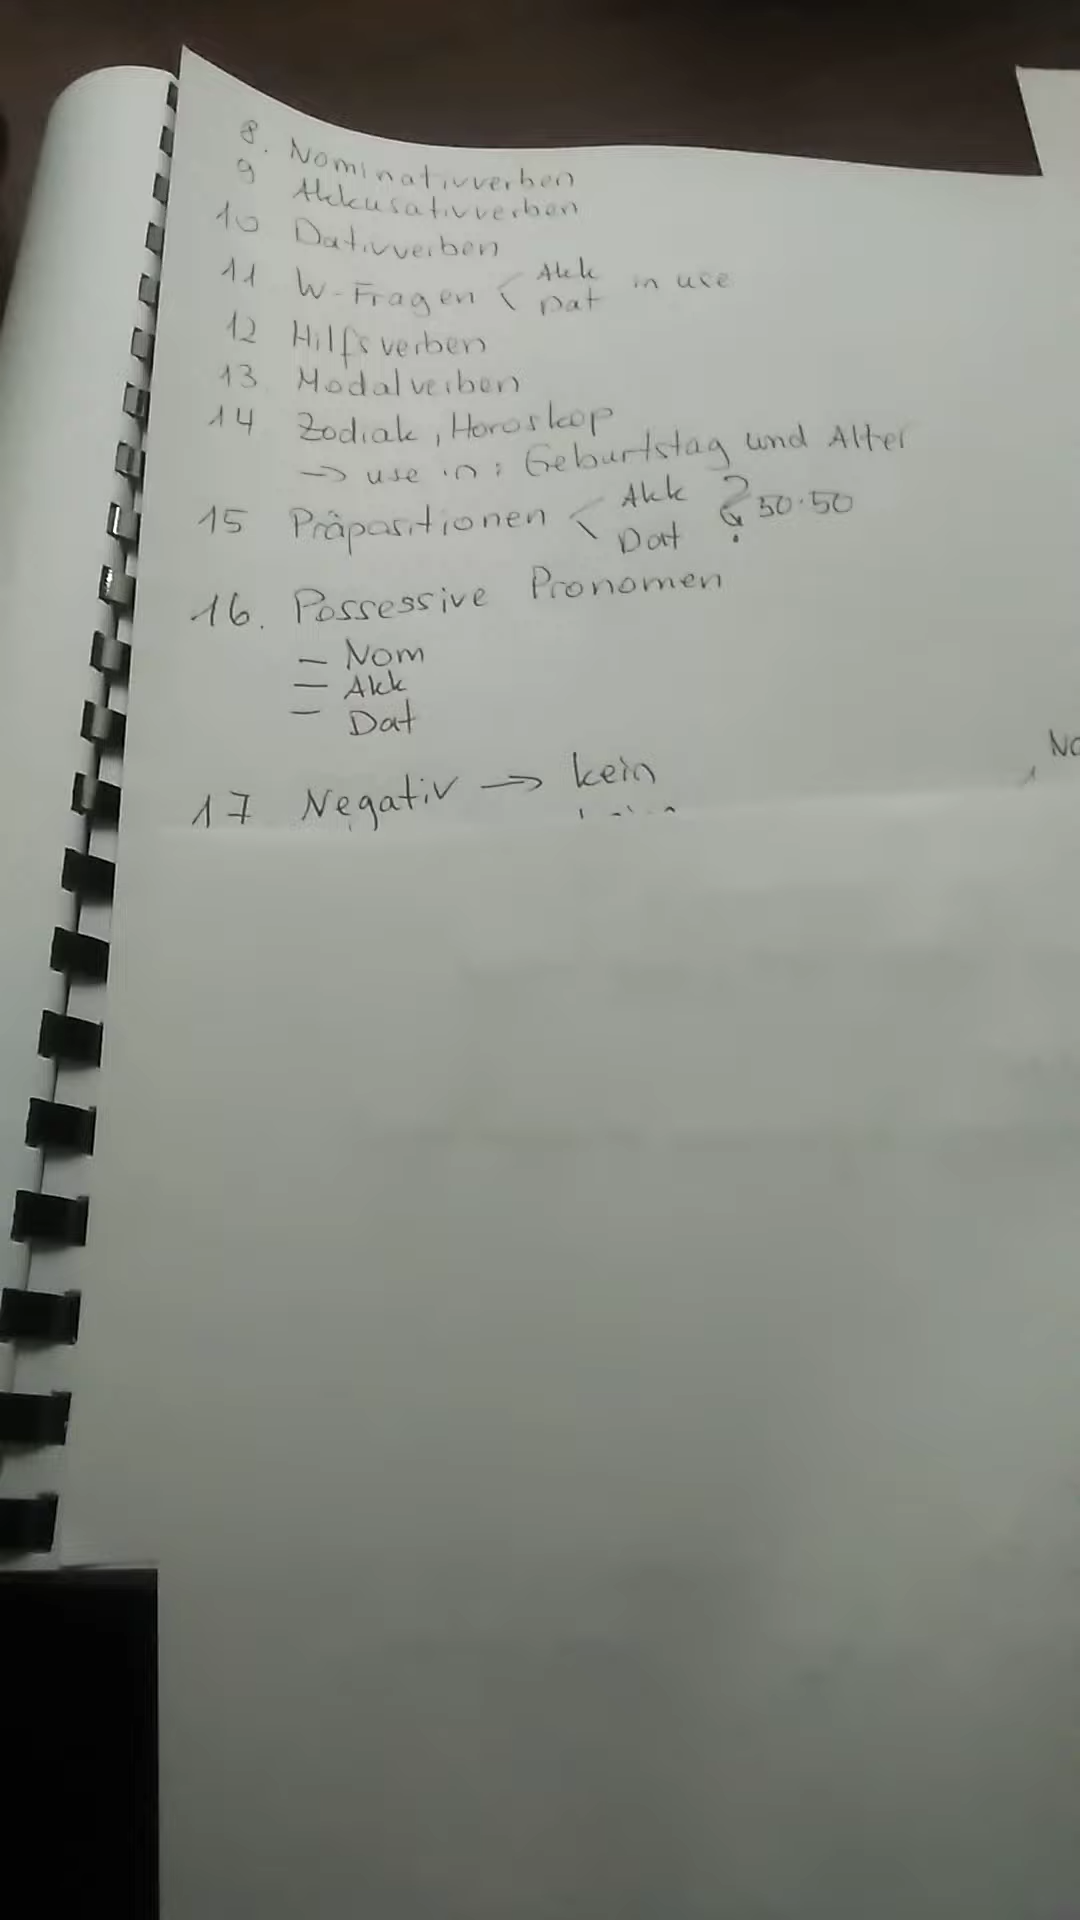 8. Nominativverben
9 Akkusativverben
10 Dativverben
11 W-Fragen < Akk Dat in use
12 Hilfsverben
13. Modalverben
14 Zodiak, Horoskop
→ use in: Geburtstag und Alter
15 Präpositionen < Akk Dat ? 50.50
16. Possessive Pronomen
— Nom
— Akk
— Dat
17 Negativ → kein